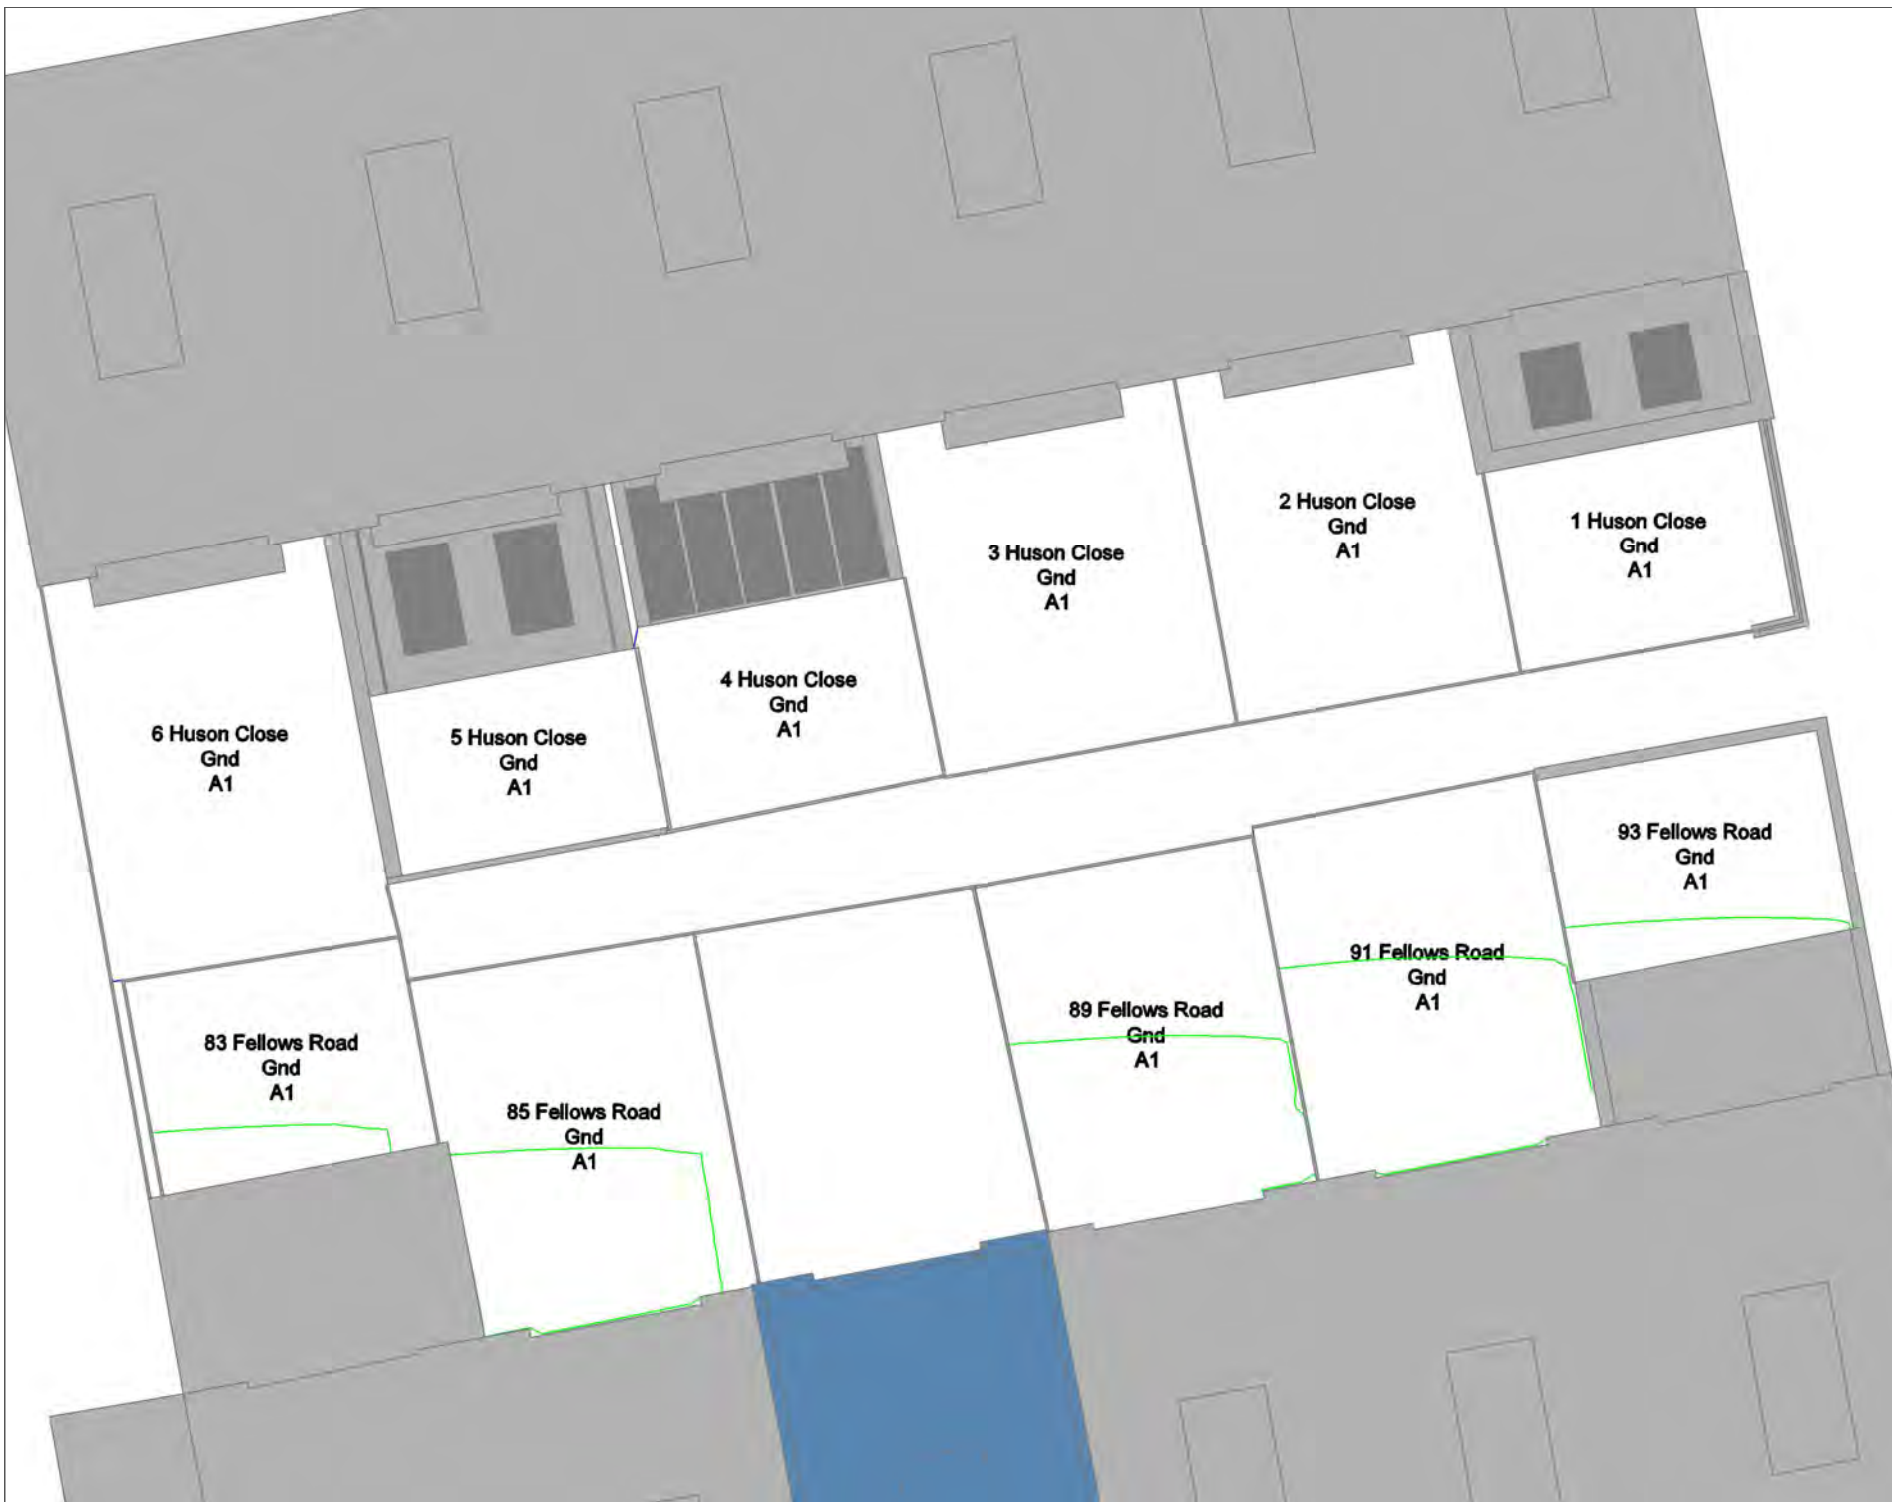 2 Huson Close
Gnd
A1
1 Huson Close
Gnd
A1
3 Huson Close
Gnd
A1
4 Huson Close
Gnd
A1
6 Huson Close
Gnd
A1
5 Huson Close
Gnd
A1
93 Fellows Road
Gnd
A1
91 Fellows Road
Gnd
A1
89 Fellows Road
Gnd
A1
83 Fellows Road
Gnd
A1
85 Fellows Road
Gnd
A1